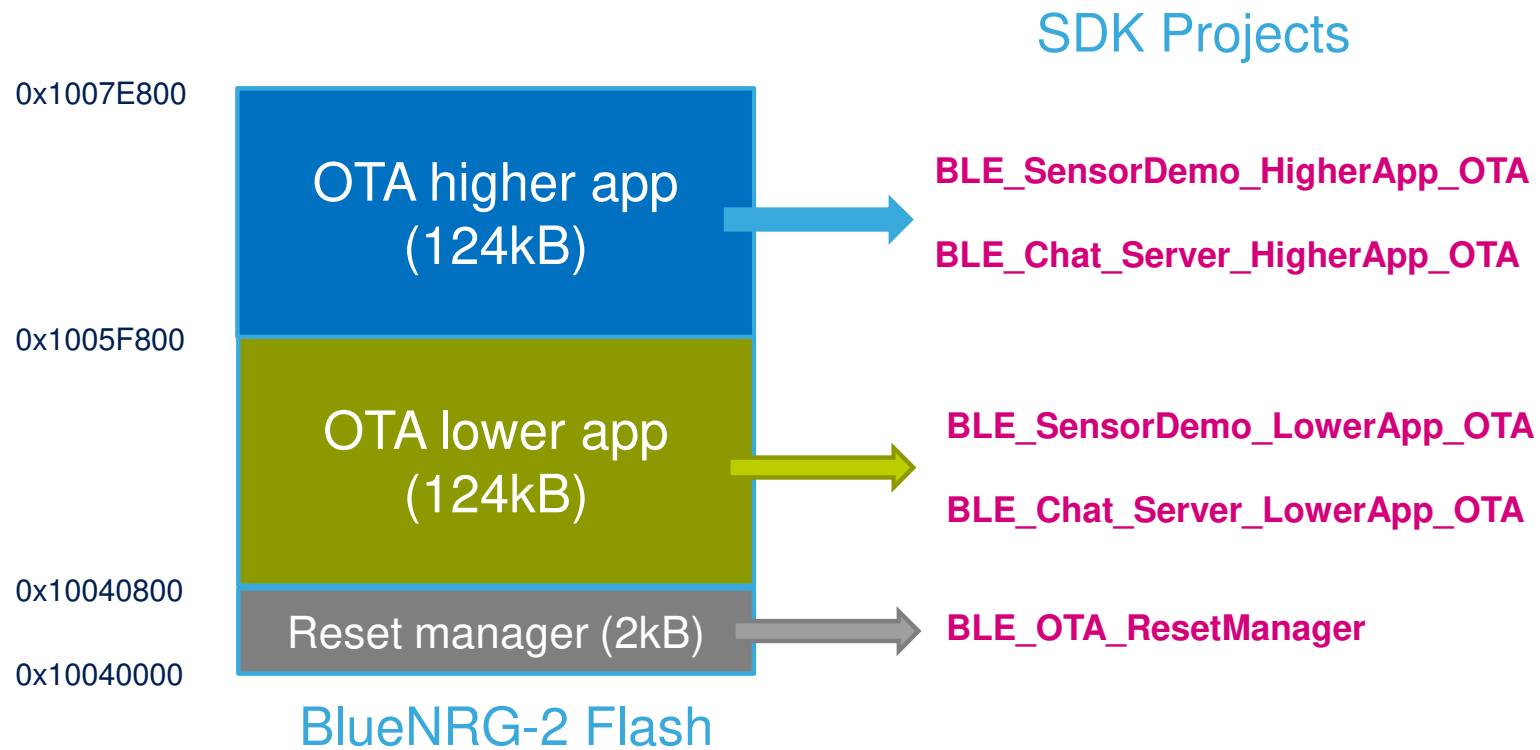 SDK Projects
0x1007E800
OTA higher app
(124kB)
BLE_SensorDemo_HigherApp_OTA
BLE_Chat_Server_HigherApp_OTA
0x1005F800
OTA lower app
(124kB)
BLE_SensorDemo_LowerApp_OTA
BLE_Chat_Server_LowerApp_OTA
0x10040800
Reset manager (2kB)
BLE_OTA_ResetManager
0x10040000
BlueNRG-2 Flash